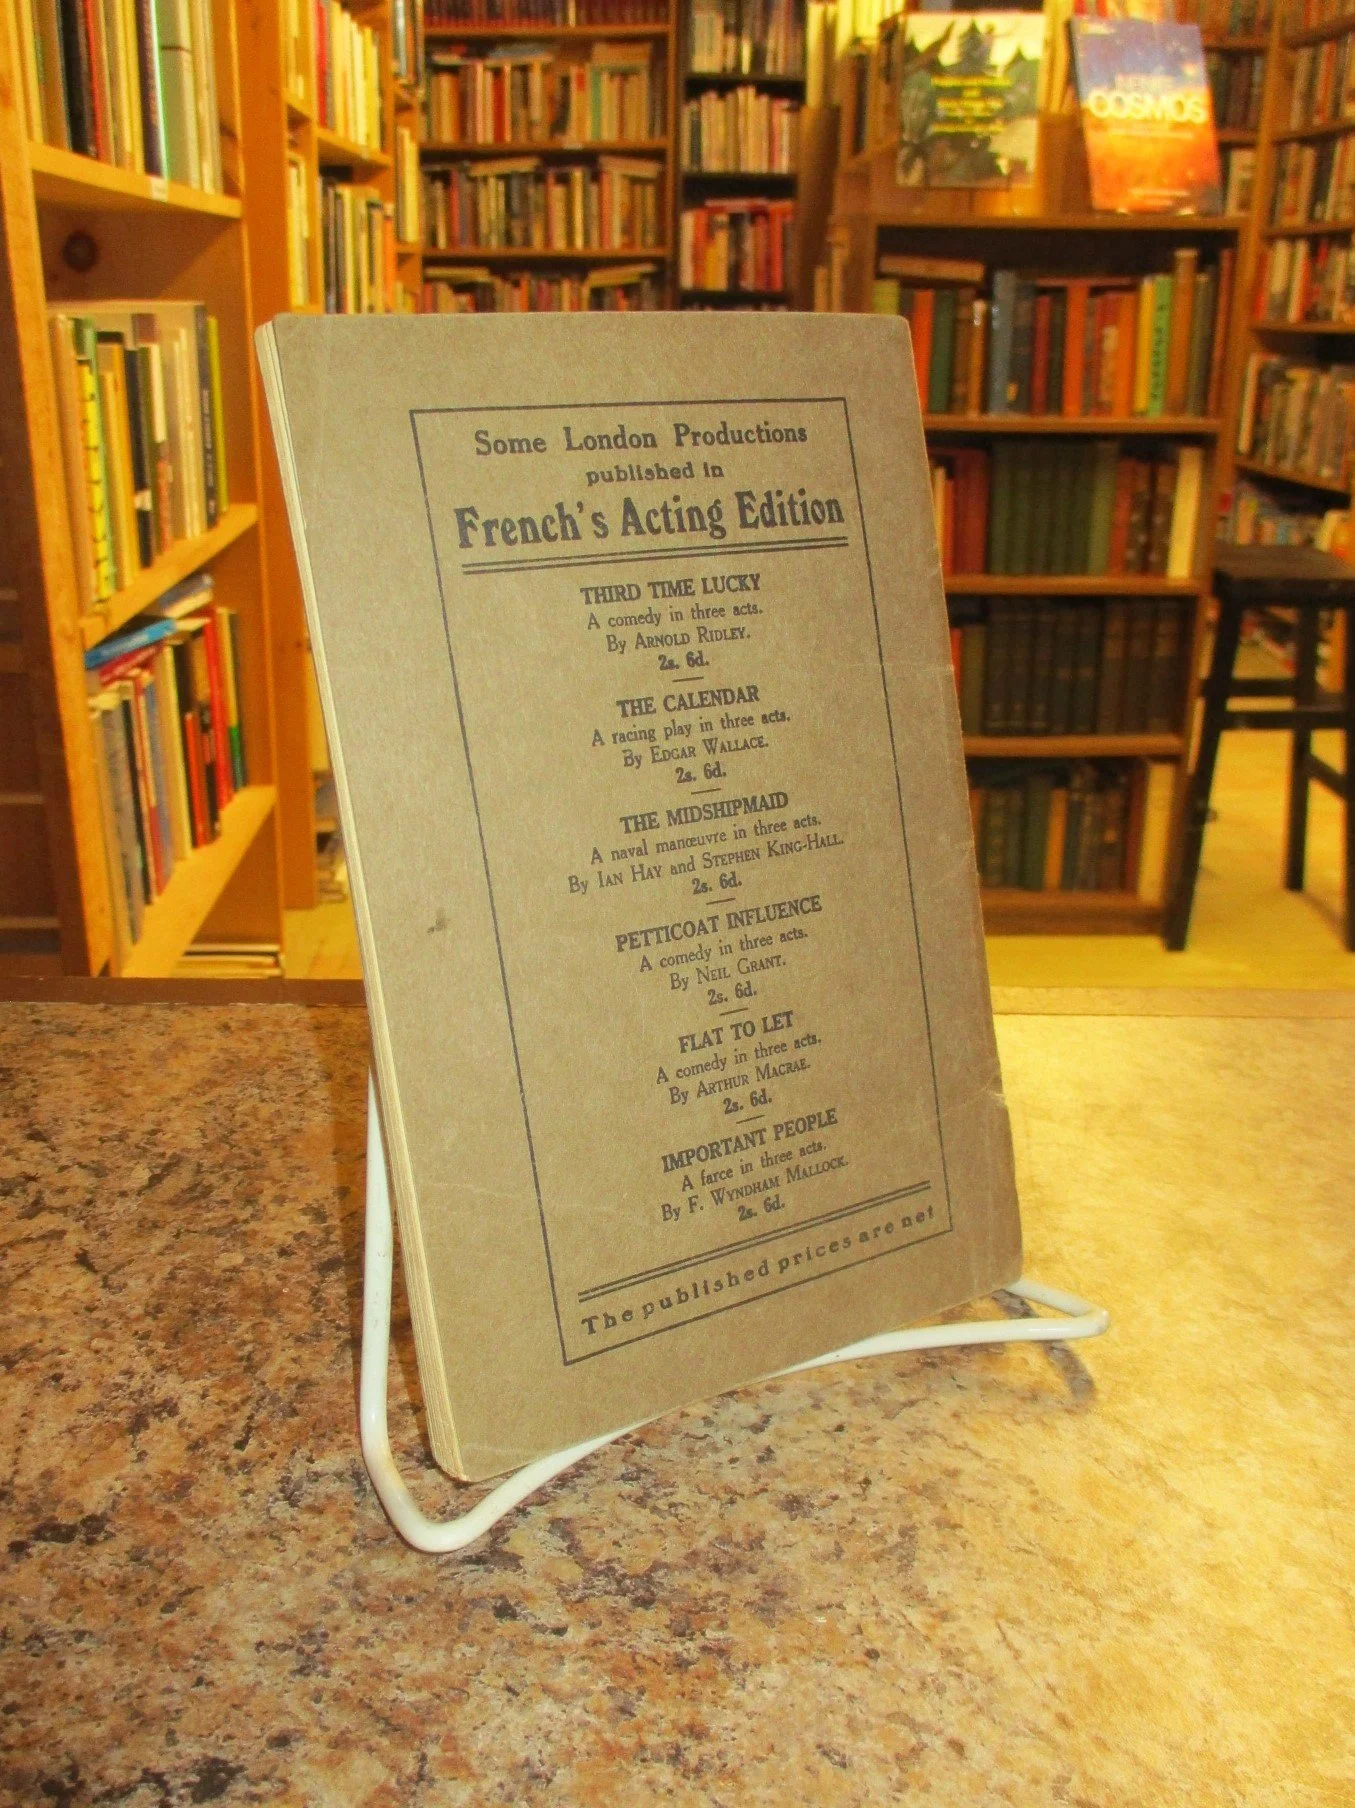 COSMOS
Some London Productions
published in
French's Acting Edition
THIRD TIME LUCKY
A comedy in three acts.
By ARNOLD RIDLEY.
2s. 6d.
THE CALENDAR
A racing play in three acts.
By EDGAR WALLACE.
2s. 6d.
THE MIDSHIPMAID
A naval manœuvre in three acts.
By IAN HAY and STEPHEN KING-HALL.
2s. 6d.
PETTICOAT INFLUENCE
A comedy in three acts.
By NEIL GRANT.
2s. 6d.
FLAT TO LET
A comedy in three acts.
By ARTHUR MACRAE.
2s. 6d.
IMPORTANT PEOPLE
A farce in three acts.
By F. WYNDHAM MALLOCK.
2s. 6d.
The published prices are net